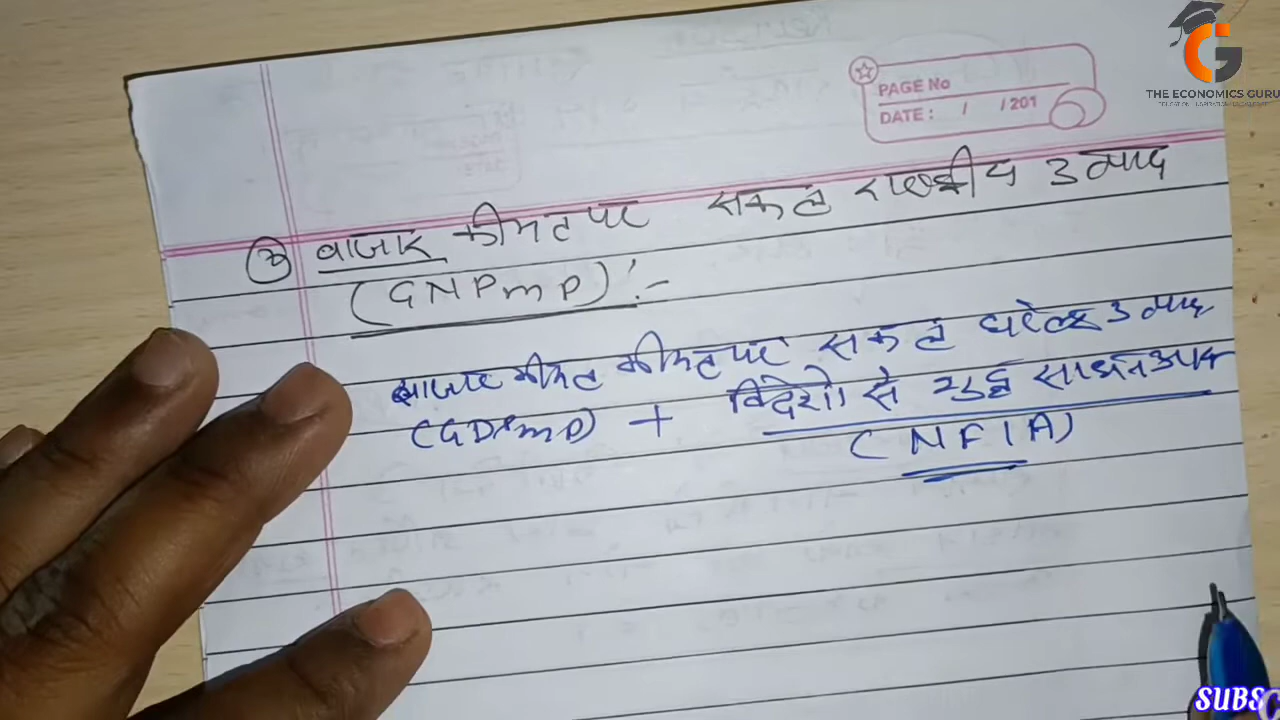 THE ECONOMICS GURU
PAGE No
DATE: / /201
③ बाजार कीमत पर सकल राष्ट्रीय उत्पाद
(GNPmp):-
बाजार कीमत कीमत पर सकल घरेलू उत्पाद
(GDPmp) + विदेशो से शुद्ध साधन आय
(NFIA)
SUBSC